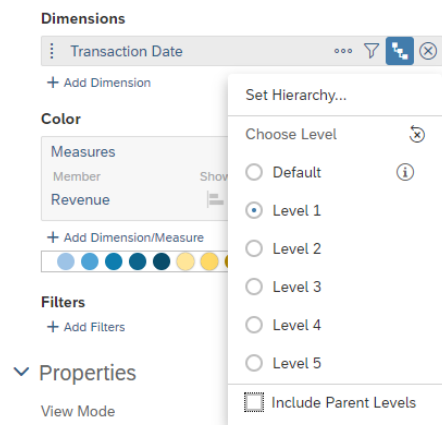 Dimensions
Transaction Date
+ Add Dimension
Set Hierarchy...
Color
Choose Level
Measures
Default
Member Show
Revenue
Level 1
+ Add Dimension/Measure
Level 2
Level 3
Filters
+ Add Filters
Level 4
Level 5
Properties
Include Parent Levels
View Mode